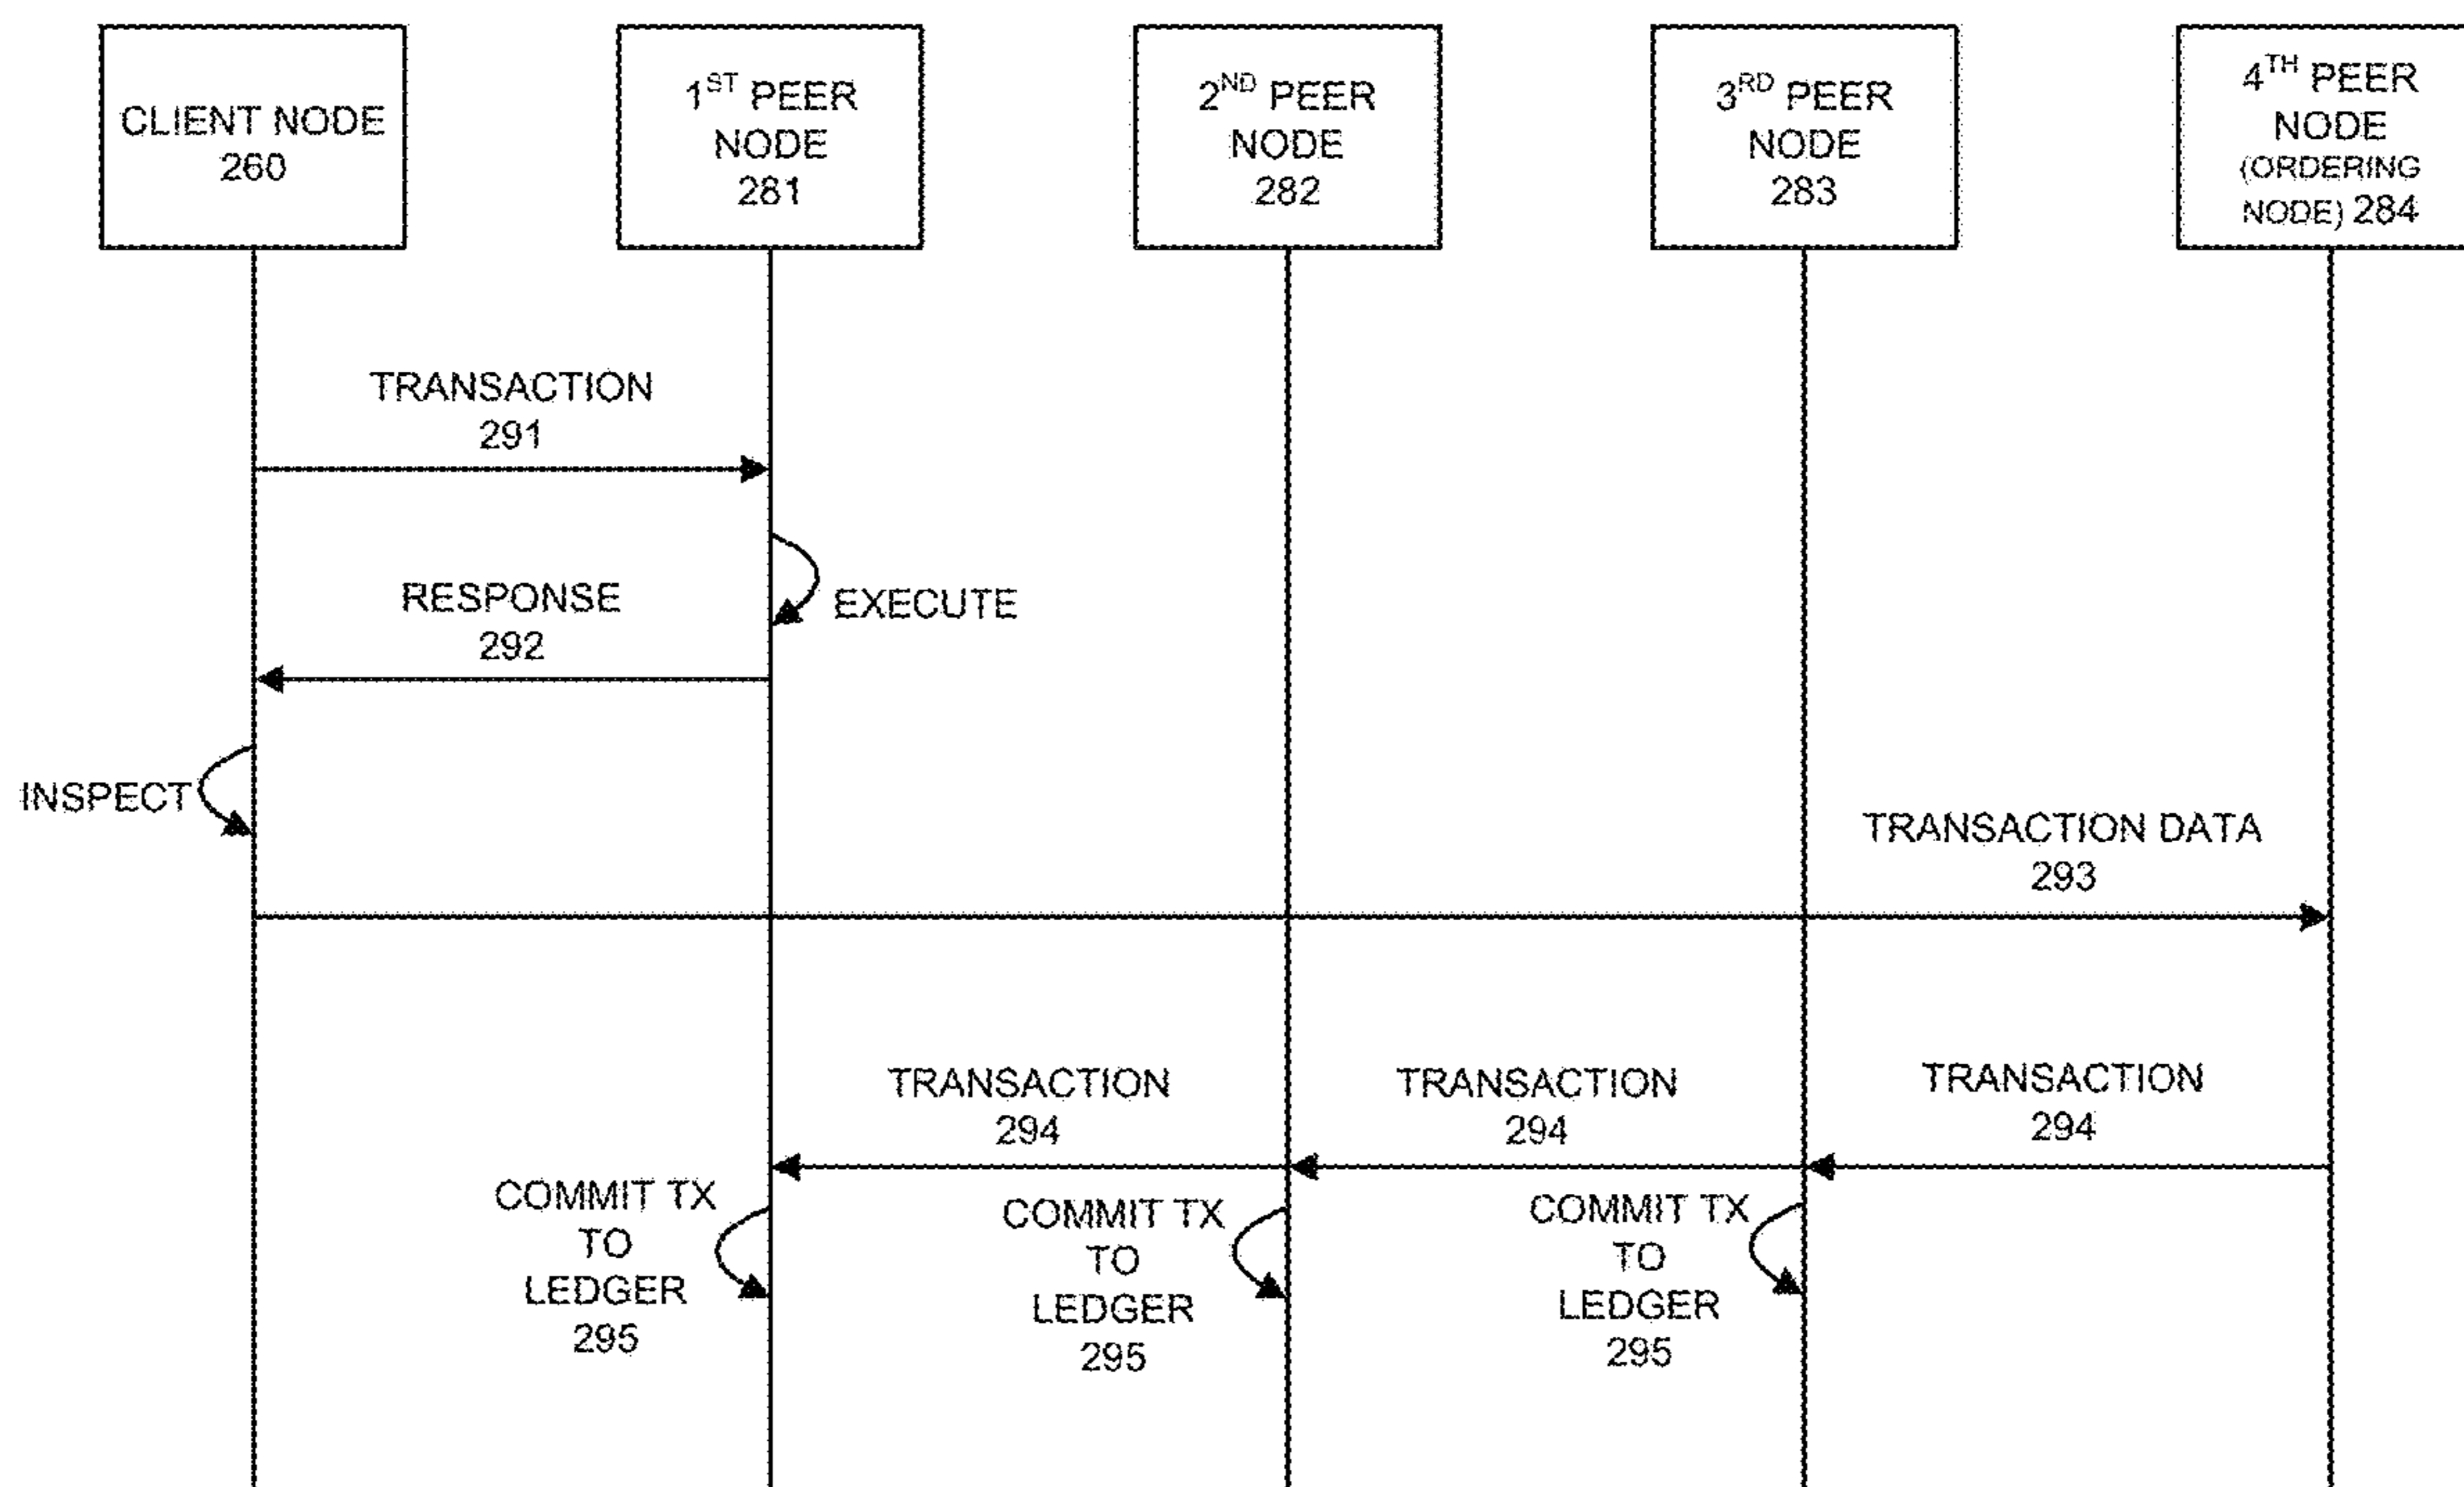 CLIENT NODE
260
1ST PEER
NODE
281
2ND PEER
NODE
282
3RD PEER
NODE
283
4TH PEER
NODE
(ORDERING
NODE) 284
TRANSACTION
291
EXECUTE
RESPONSE
292
INSPECT
TRANSACTION DATA
293
TRANSACTION
294
TRANSACTION
294
TRANSACTION
294
COMMIT TX
TO
LEDGER
295
COMMIT TX
TO
LEDGER
295
COMMIT TX
TO
LEDGER
295